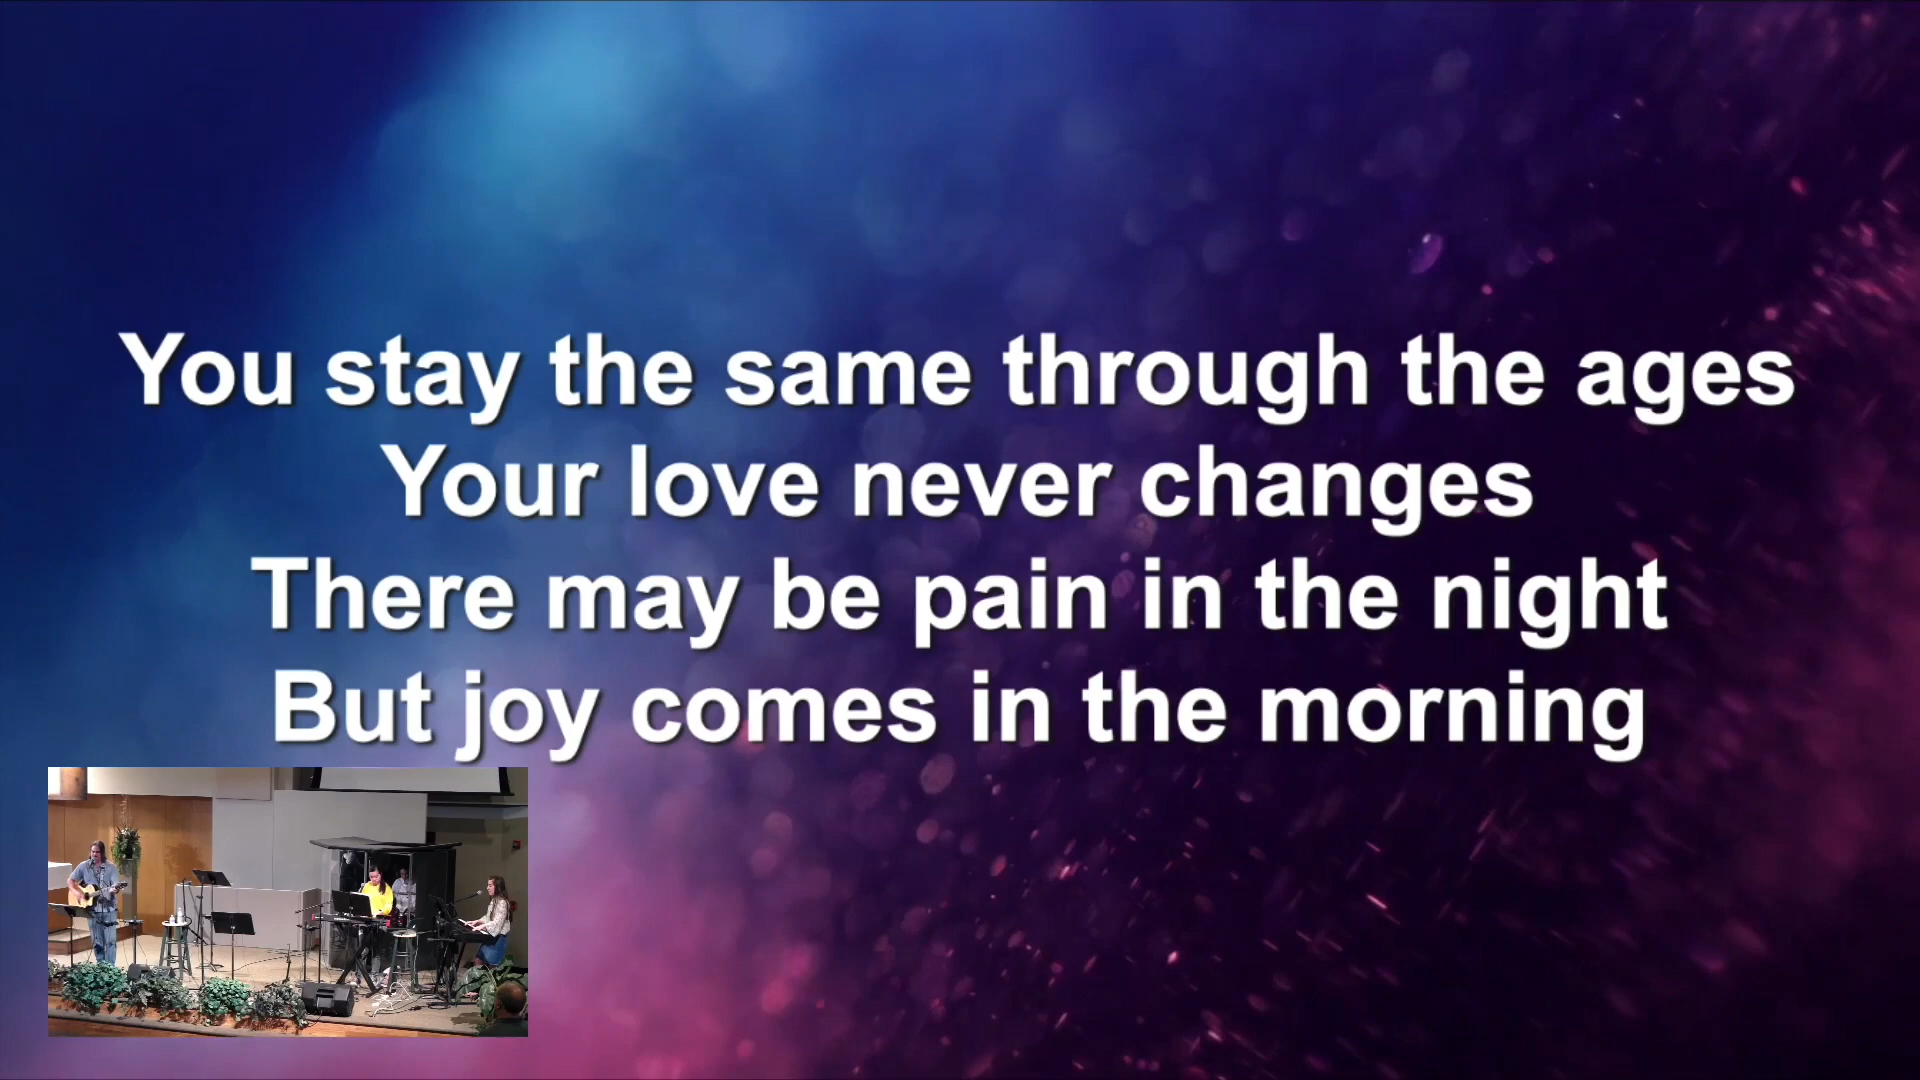 You stay the same through the ages
Your love never changes
There may be pain in the night
But joy comes in the morning